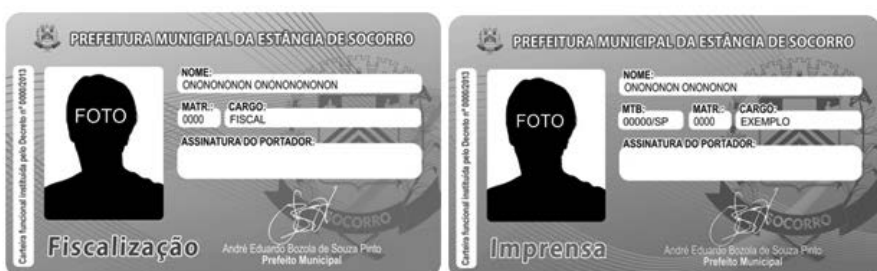 PREFEITURA MUNICIPAL DA ESTÂNCIA DE SOCORRO
Carteira funcional instituída pelo Decreto nº 0000/2013
FOTO
NOME:
ONONONONON ONONONONONON
MATR.: CARGO:
0000 FISCAL
ASSINATURA DO PORTADOR:
SOCORRO
Fiscalização
André Eduardo Bozola de Souza Pinto
Prefeito Municipal
PREFEITURA MUNICIPAL DA ESTÂNCIA DE SOCORRO
Carteira funcional instituída pelo Decreto nº 0000/2013
FOTO
NOME:
ONONONON ONONONON
MTB: MATR.: CARGO:
00000/SP 0000 EXEMPLO
ASSINATURA DO PORTADOR:
SOCORRO
Imprensa
André Eduardo Bozola de Souza Pinto
Prefeito Municipal